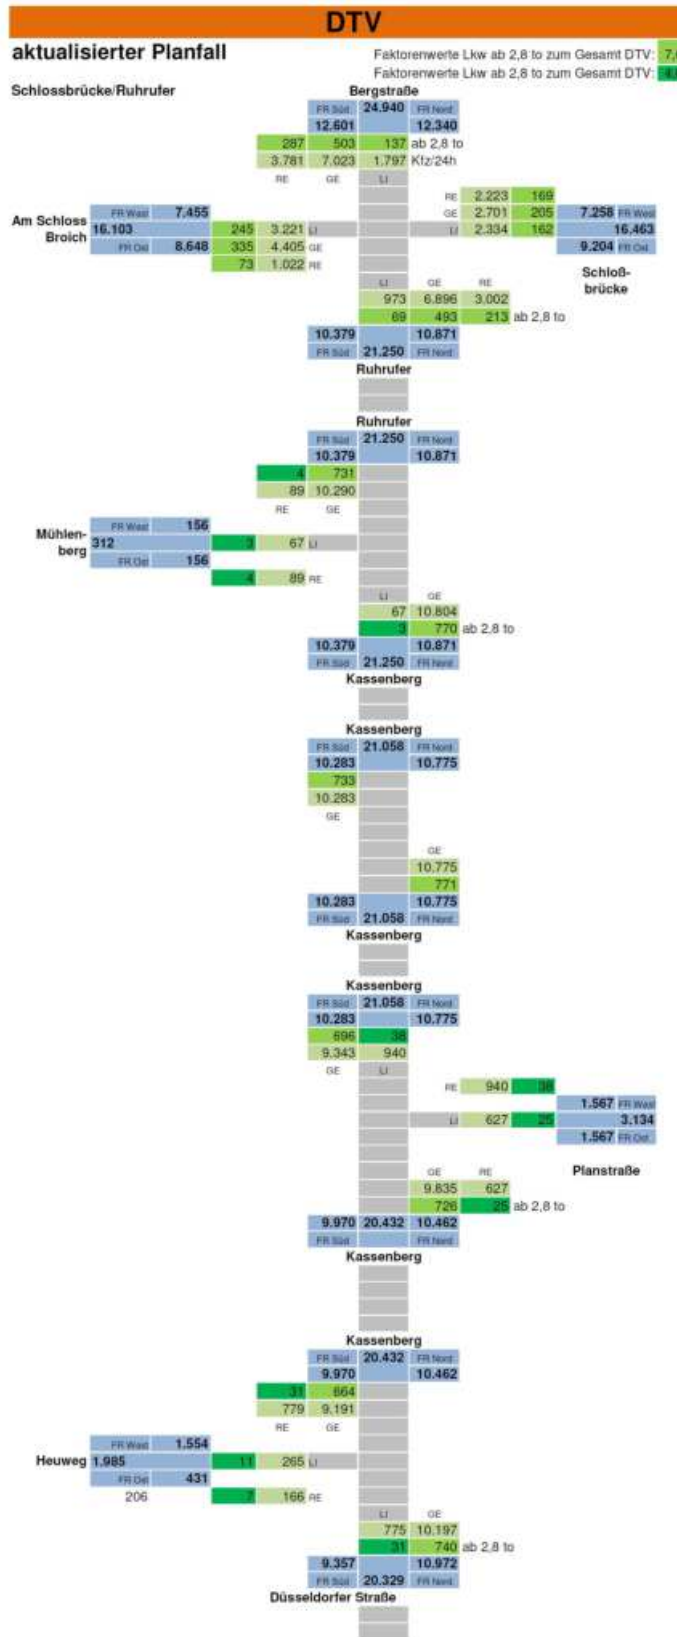 DTV
aktualisierter Planfall
Faktorenwerte Lkw ab 2,8 to zum Gesamt DTV:
Faktorenwerte Lkw ab 2,8 to zum Gesamt DTV:
Schlossbrücke/Ruhrufer
Bergstraße
FR Süd 24.940 FR Nord
12.601 12.340
287 503 137 ab 2,8 to
3.781 7.023 1.797 Kfz/24h
RE GE LI
RE 2.223 169
Am Schloss Broich
FR West 7.455
GE 2.701 205 7.258 FR West
16.103 245 3.221 LI
LI 2.334 162 16.463
FR Ost 8.648 335 4.405 GE
9.204 FR Ost
73 1.022 RE
Schloß-
brücke
LI GE RE
973 6.896 3.002
69 493 213 ab 2,8 to
10.379 10.871
FR Süd 21.250 FR Nord
Ruhrufer
Ruhrufer
FR Süd 21.250 FR Nord
10.379 10.871
4 731
89 10.290
RE GE
Mühlen-
berg
FR West 156
312 3 67 LI
FR Ost 156
4 89 RE
LI GE
67 10.804
3 770 ab 2,8 to
10.379 10.871
FR Süd 21.250 FR Nord
Kassenberg
Kassenberg
FR Süd 21.058 FR Nord
10.283 10.775
733
10.283
GE
GE
10.775
771
10.283 10.775
FR Süd 21.058 FR Nord
Kassenberg
Kassenberg
FR Süd 21.058 FR Nord
10.283 10.775
696 38
9.343 940
GE LI
RE 940 38
1.567 FR West
LI 627 25 3.134
1.567 FR Ost
Planstraße
GE RE
9.835 627
726 25 ab 2,8 to
9.970 20.432 10.462
FR Süd FR Nord
Kassenberg
Kassenberg
FR Süd 20.432 FR Nord
9.970 10.462
31 664
779 9.191
RE GE
FR West 1.554
Heuweg 1.985 11 265 LI
FR Ost 431
206 7 166 RE
LI GE
775 10.197
31 740 ab 2,8 to
9.357 10.972
FR Süd 20.329 FR Nord
Düsseldorfer Straße